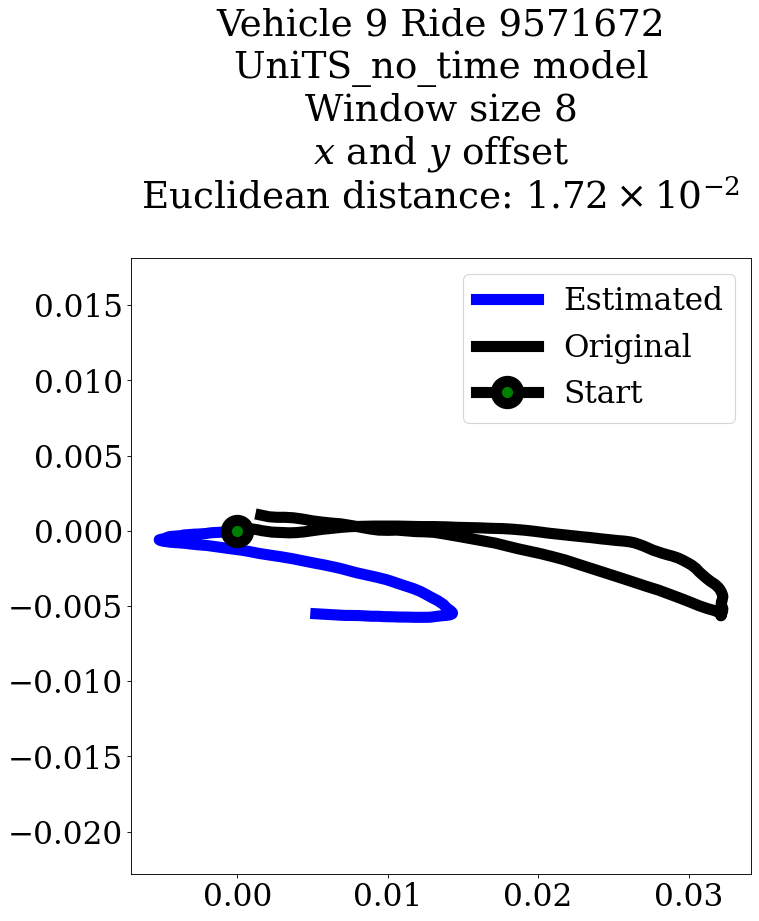 Vehicle 9 Ride 9571672
UniTS_no_time model
Window size 8
x and y offset
Euclidean distance: 1.72 × 10⁻²
Estimated
Original
Start
0.015
0.010
0.005
0.000
−0.005
−0.010
−0.015
−0.020
0.00 0.01 0.02 0.03